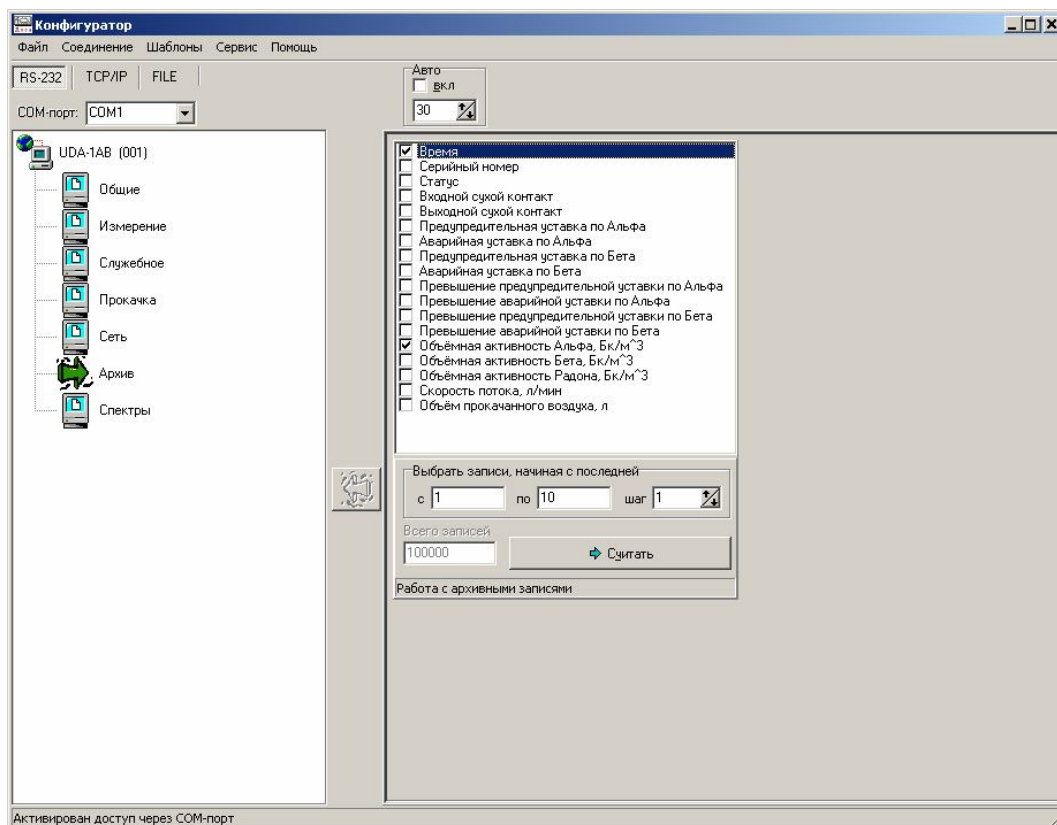 Конфигуратор
Файл Соединение Шаблоны Сервис Помощь
RS-232 TCP/IP FILE
COM-порт: COM1
Авто
вкл
30
UDA-1AB (001)
Общие
Измерение
Служебное
Прокачка
Сеть
Архив
Спектры
Время
Серийный номер
Статус
Входной сухой контакт
Выходной сухой контакт
Предупредительная уставка по Альфа
Аварийная уставка по Альфа
Предупредительная уставка по Бета
Аварийная уставка по Бета
Превышение предупредительной уставки по Альфа
Превышение аварийной уставки по Альфа
Превышение предупредительной уставки по Бета
Превышение аварийной уставки по Бета
Объёмная активность Альфа, Бк/м^3
Объёмная активность Бета, Бк/м^3
Объёмная активность Радона, Бк/м^3
Скорость потока, л/мин
Объём прокачанного воздуха, л
Выбрать записи, начиная с последней
с 1 по 10 шаг 1
Всего записей
100000
Считать
Работа с архивными записями
Активирован доступ через COM-порт